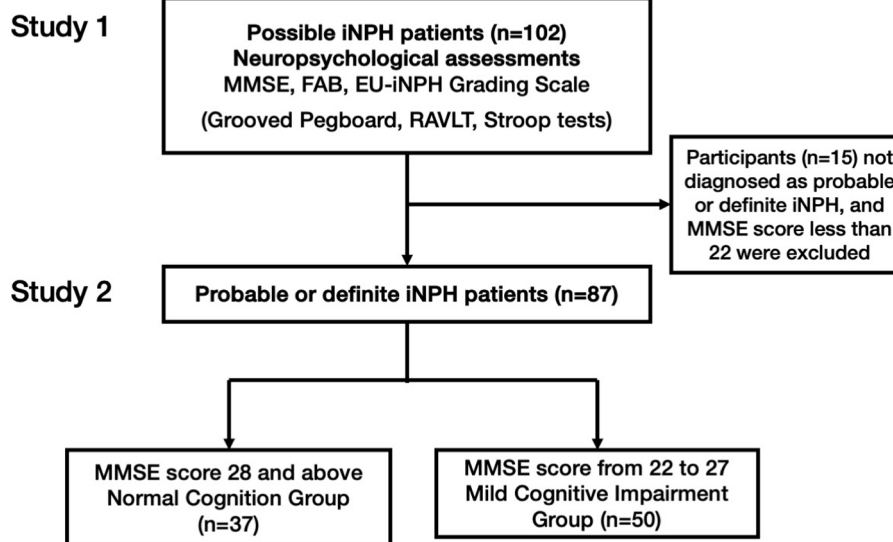 Study 1
Possible iNPH patients (n=102)
Neuropsychological assessments
MMSE, FAB, EU-iNPH Grading Scale
(Grooved Pegboard, RAVLT, Stroop tests)
Participants (n=15) not
diagnosed as probable
or definite iNPH, and
MMSE score less than
22 were excluded
Study 2
Probable or definite iNPH patients (n=87)
MMSE score 28 and above
Normal Cognition Group
(n=37)
MMSE score from 22 to 27
Mild Cognitive Impairment
Group (n=50)